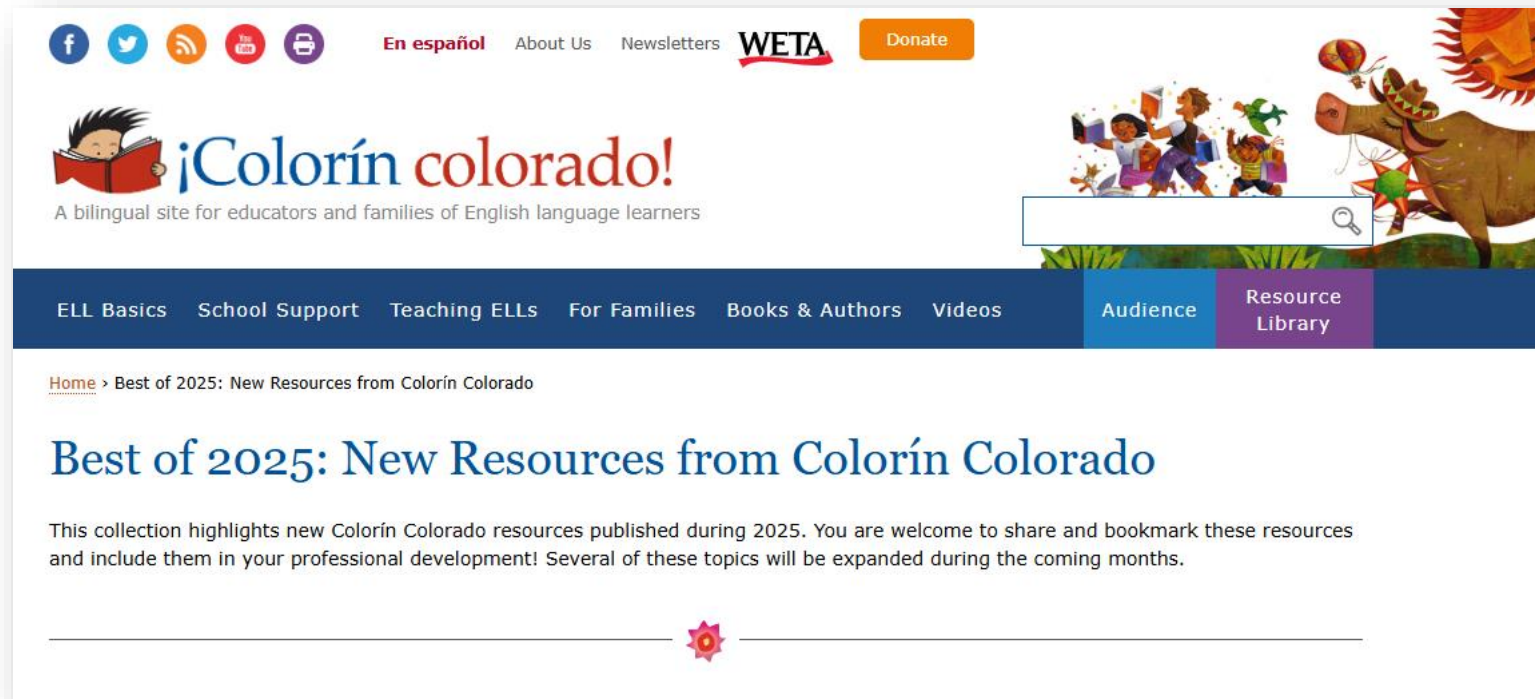 En español About Us Newsletters WETA Donate
¡Colorín colorado!
A bilingual site for educators and families of English language learners
ELL Basics School Support Teaching ELLs For Families Books & Authors Videos Audience Resource Library
Home › Best of 2025: New Resources from Colorín Colorado
Best of 2025: New Resources from Colorín Colorado
This collection highlights new Colorín Colorado resources published during 2025. You are welcome to share and bookmark these resources
and include them in your professional development! Several of these topics will be expanded during the coming months.